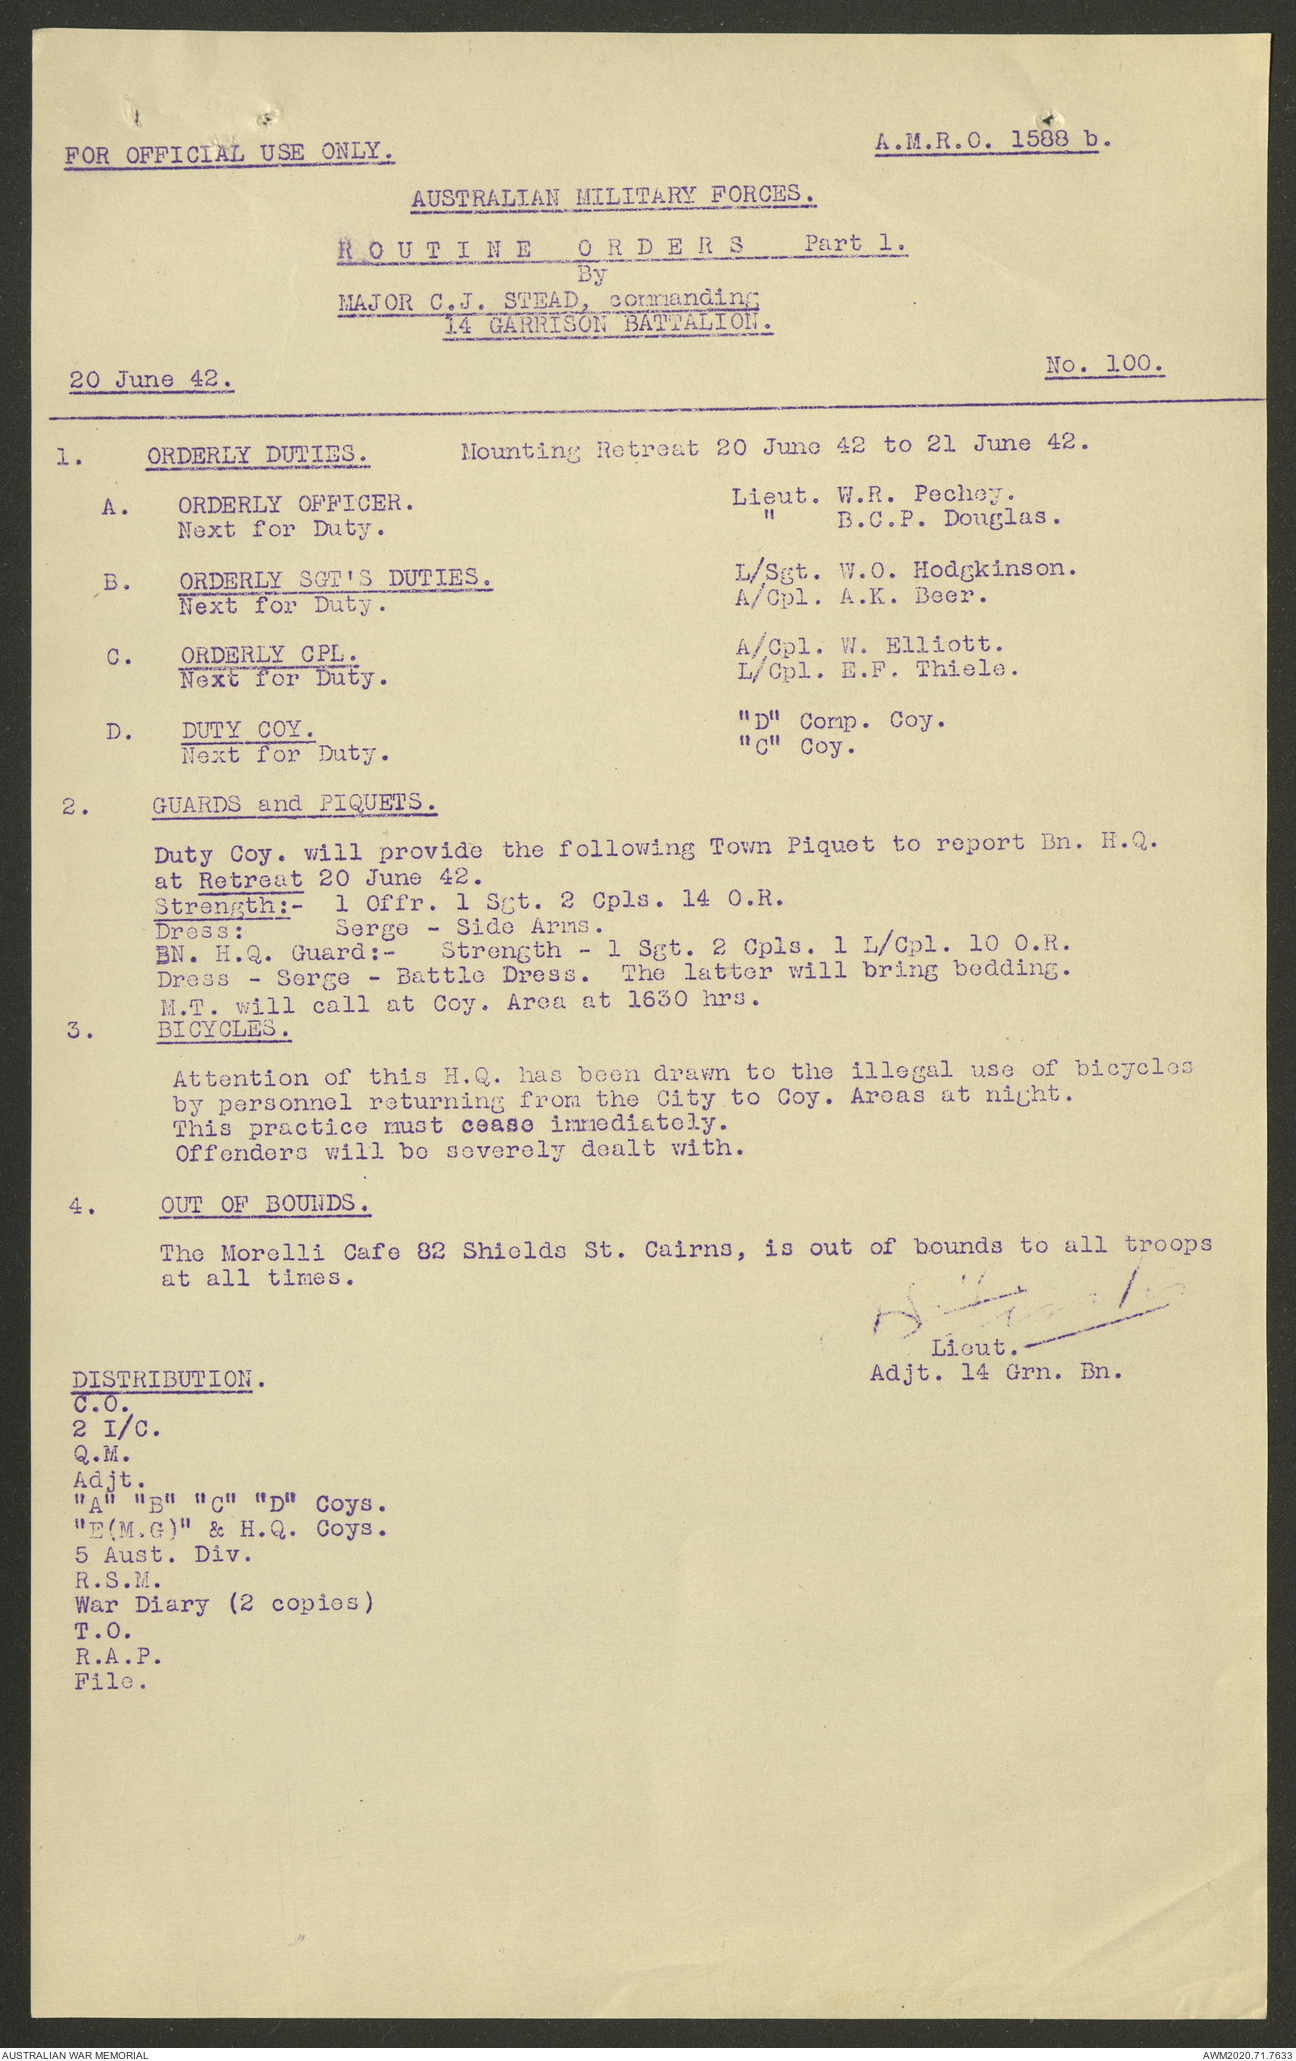 FOR OFFICIAL USE ONLY.
A.M.R.O. 1588 b.
AUSTRALIAN MILITARY FORCES.
ROUTINE ORDERS Part 1.
By
MAJOR C.J. STEAD, commanding
14 GARRISON BATTALION.
20 June 42.
No. 100.
1. ORDERLY DUTIES. Mounting Retreat 20 June 42 to 21 June 42.
A. ORDERLY OFFICER. Lieut. W.R. Pechey.
Next for Duty. " B.C.P. Douglas.
B. ORDERLY SGT'S DUTIES. L/Sgt. W.O. Hodgkinson.
Next for Duty. A/Cpl. A.K. Beer.
C. ORDERLY CPL. A/Cpl. W. Elliott.
Next for Duty. L/Cpl. E.F. Thiele.
D. DUTY COY. "D" Comp. Coy.
Next for Duty. "C" Coy.
2. GUARDS and PIQUETS.
Duty Coy. will provide the following Town Piquet to report Bn. H.Q.
at Retreat 20 June 42.
Strength:- 1 Offr. 1 Sgt. 2 Cpls. 14 O.R.
Dress: Serge - Side Arms.
BN. H.Q. Guard:- Strength - 1 Sgt. 2 Cpls. 1 L/Cpl. 10 O.R.
Dress - Serge - Battle Dress. The latter will bring bedding.
M.T. will call at Coy. Area at 1630 hrs.
3. BICYCLES.
Attention of this H.Q. has been drawn to the illegal use of bicycles
by personnel returning from the City to Coy. Areas at night.
This practice must cease immediately.
Offenders will be severely dealt with.
4. OUT OF BOUNDS.
The Morelli Cafe 82 Shields St. Cairns, is out of bounds to all troops
at all times.
Lieut.
Adjt. 14 Grn. Bn.
DISTRIBUTION.
C.O.
2 I/C.
Q.M.
Adjt.
"A" "B" "C" "D" Coys.
"E(M.G)" & H.Q. Coys.
5 Aust. Div.
R.S.M.
War Diary (2 copies)
T.O.
R.A.P.
File.
AUSTRALIAN WAR MEMORIAL
AWM2020.71.7633